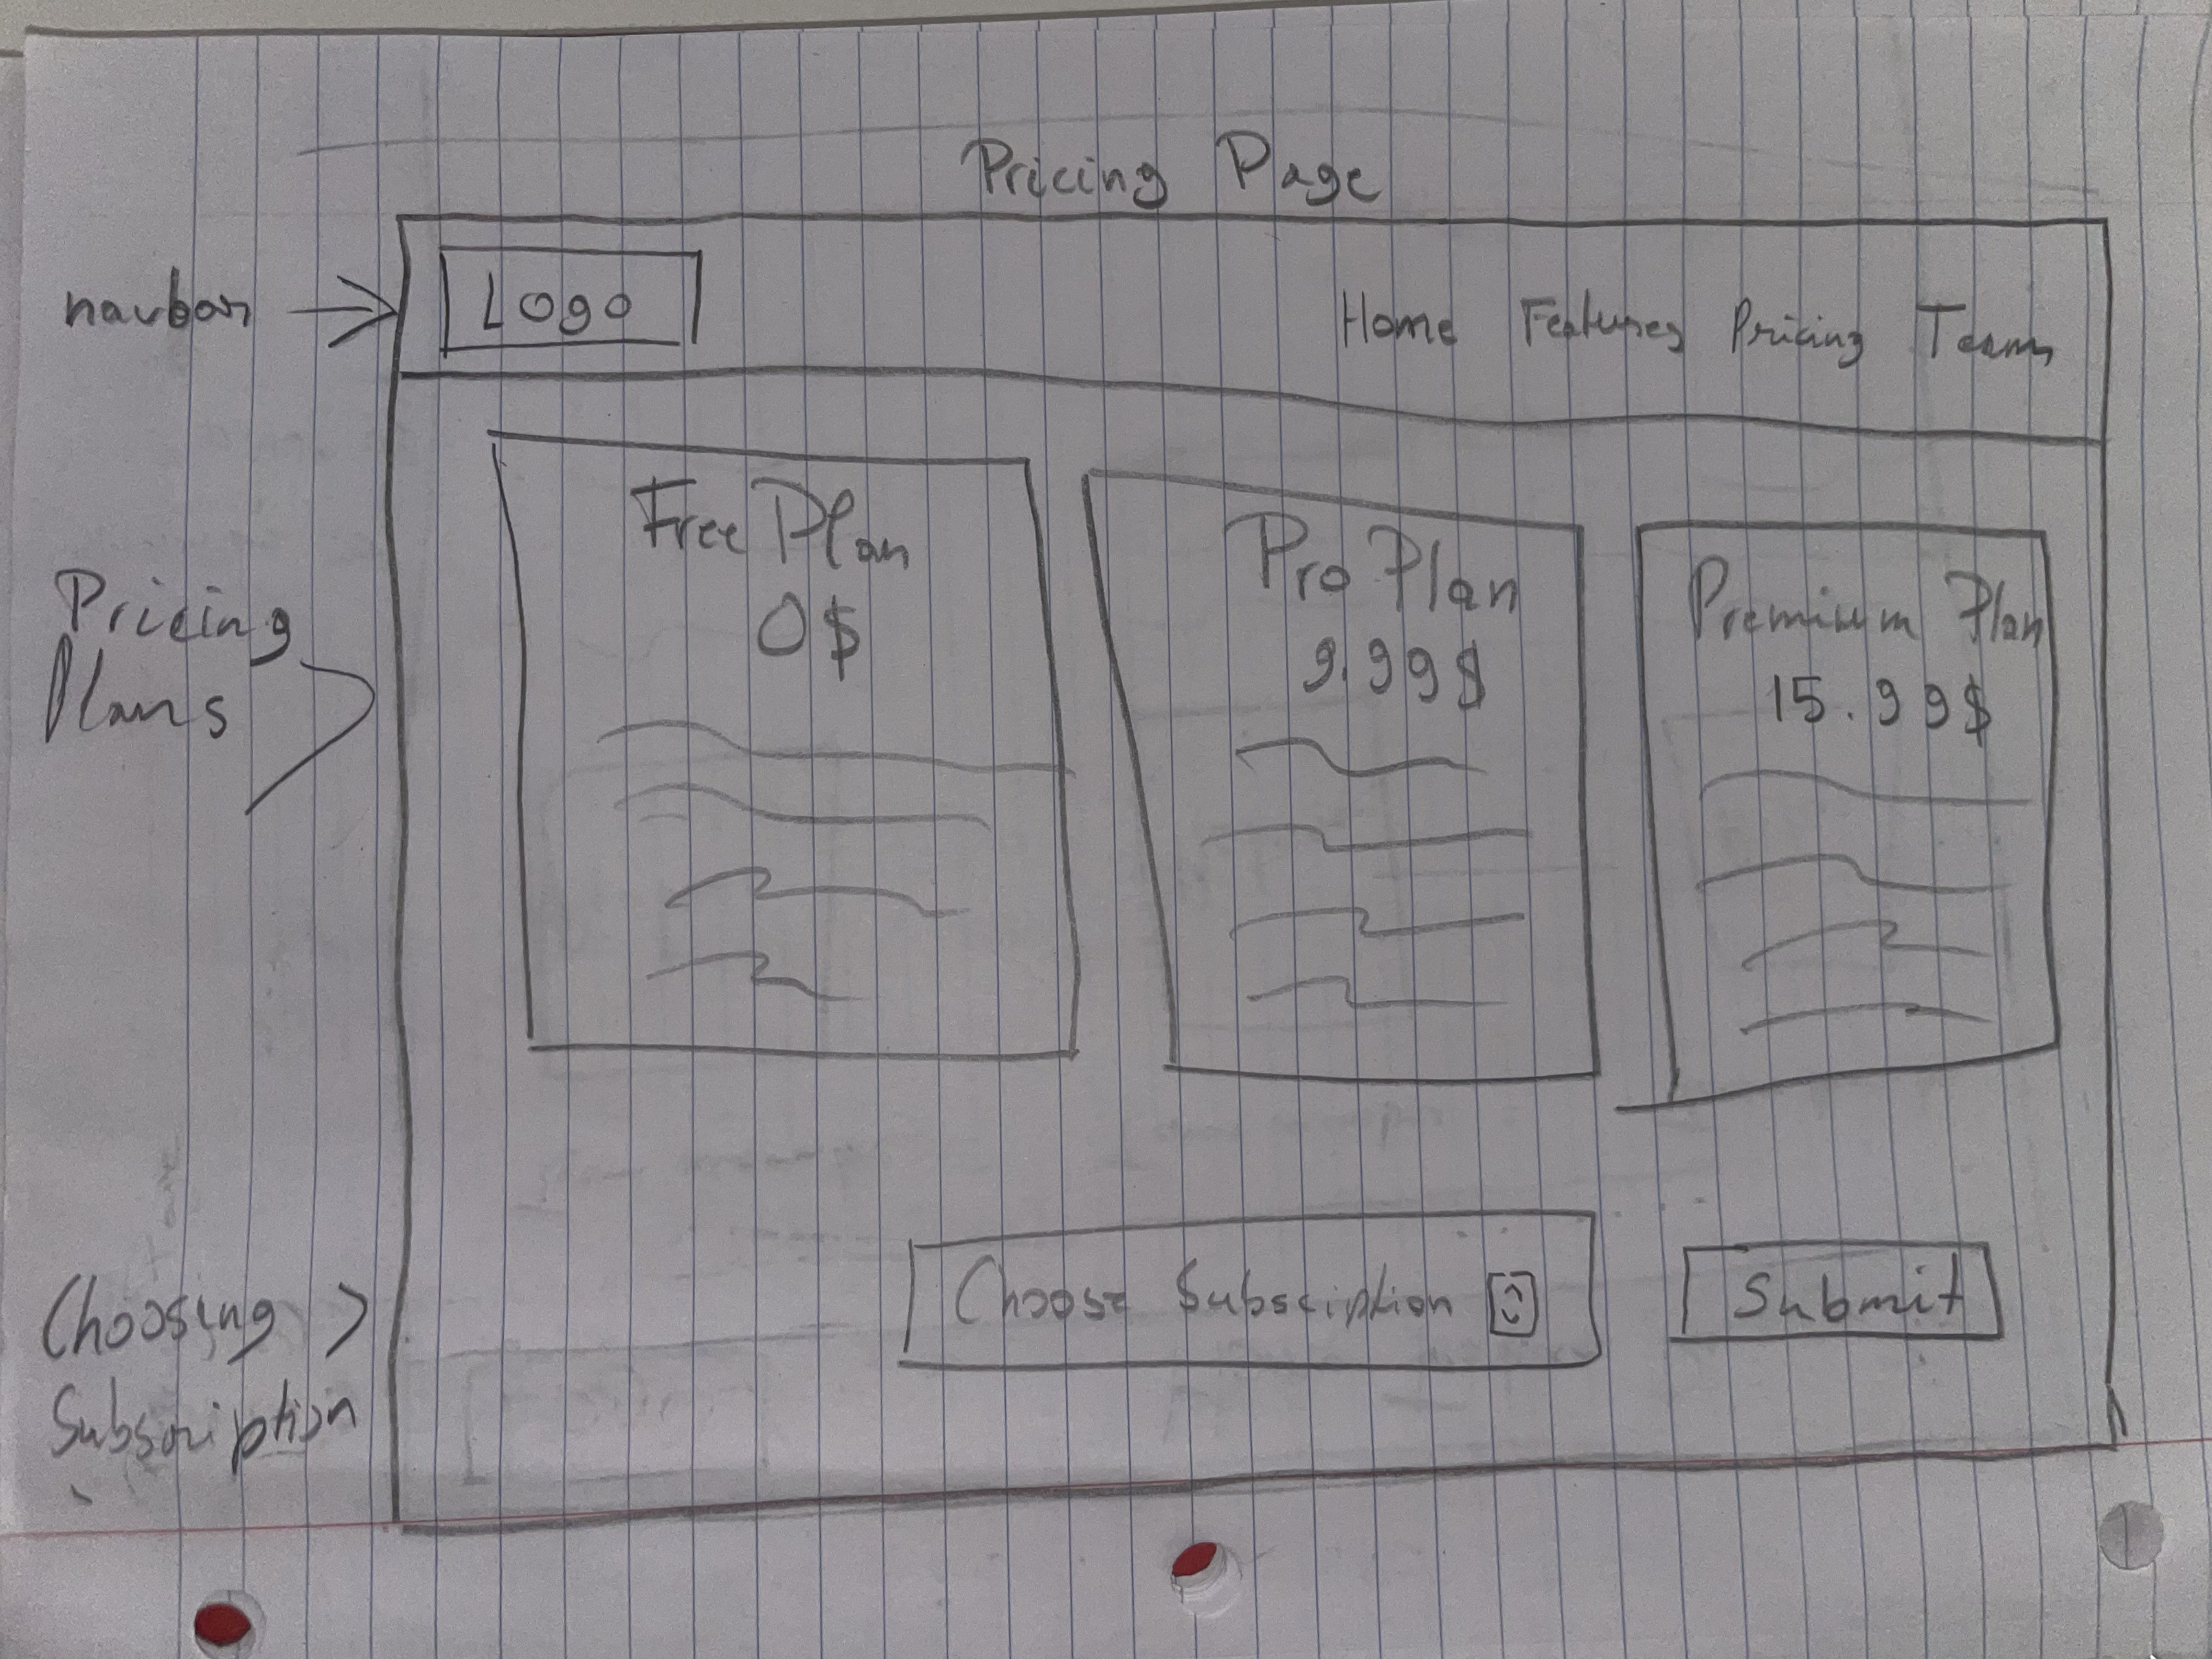 Pricing Page
navbar
Logo
Home Features Pricing Team
Pricing
Plans
Free Plan
0$
Pro Plan
9.99$
Premium Plan
15.99$
Choosing
Subsription
Choose Subscription
Submit